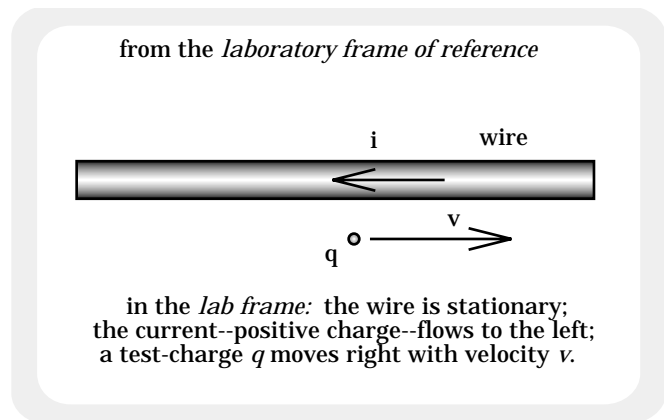 from the laboratory frame of reference
i
wire
v
q
in the lab frame: the wire is stationary;
the current--positive charge--flows to the left;
a test-charge q moves right with velocity v.